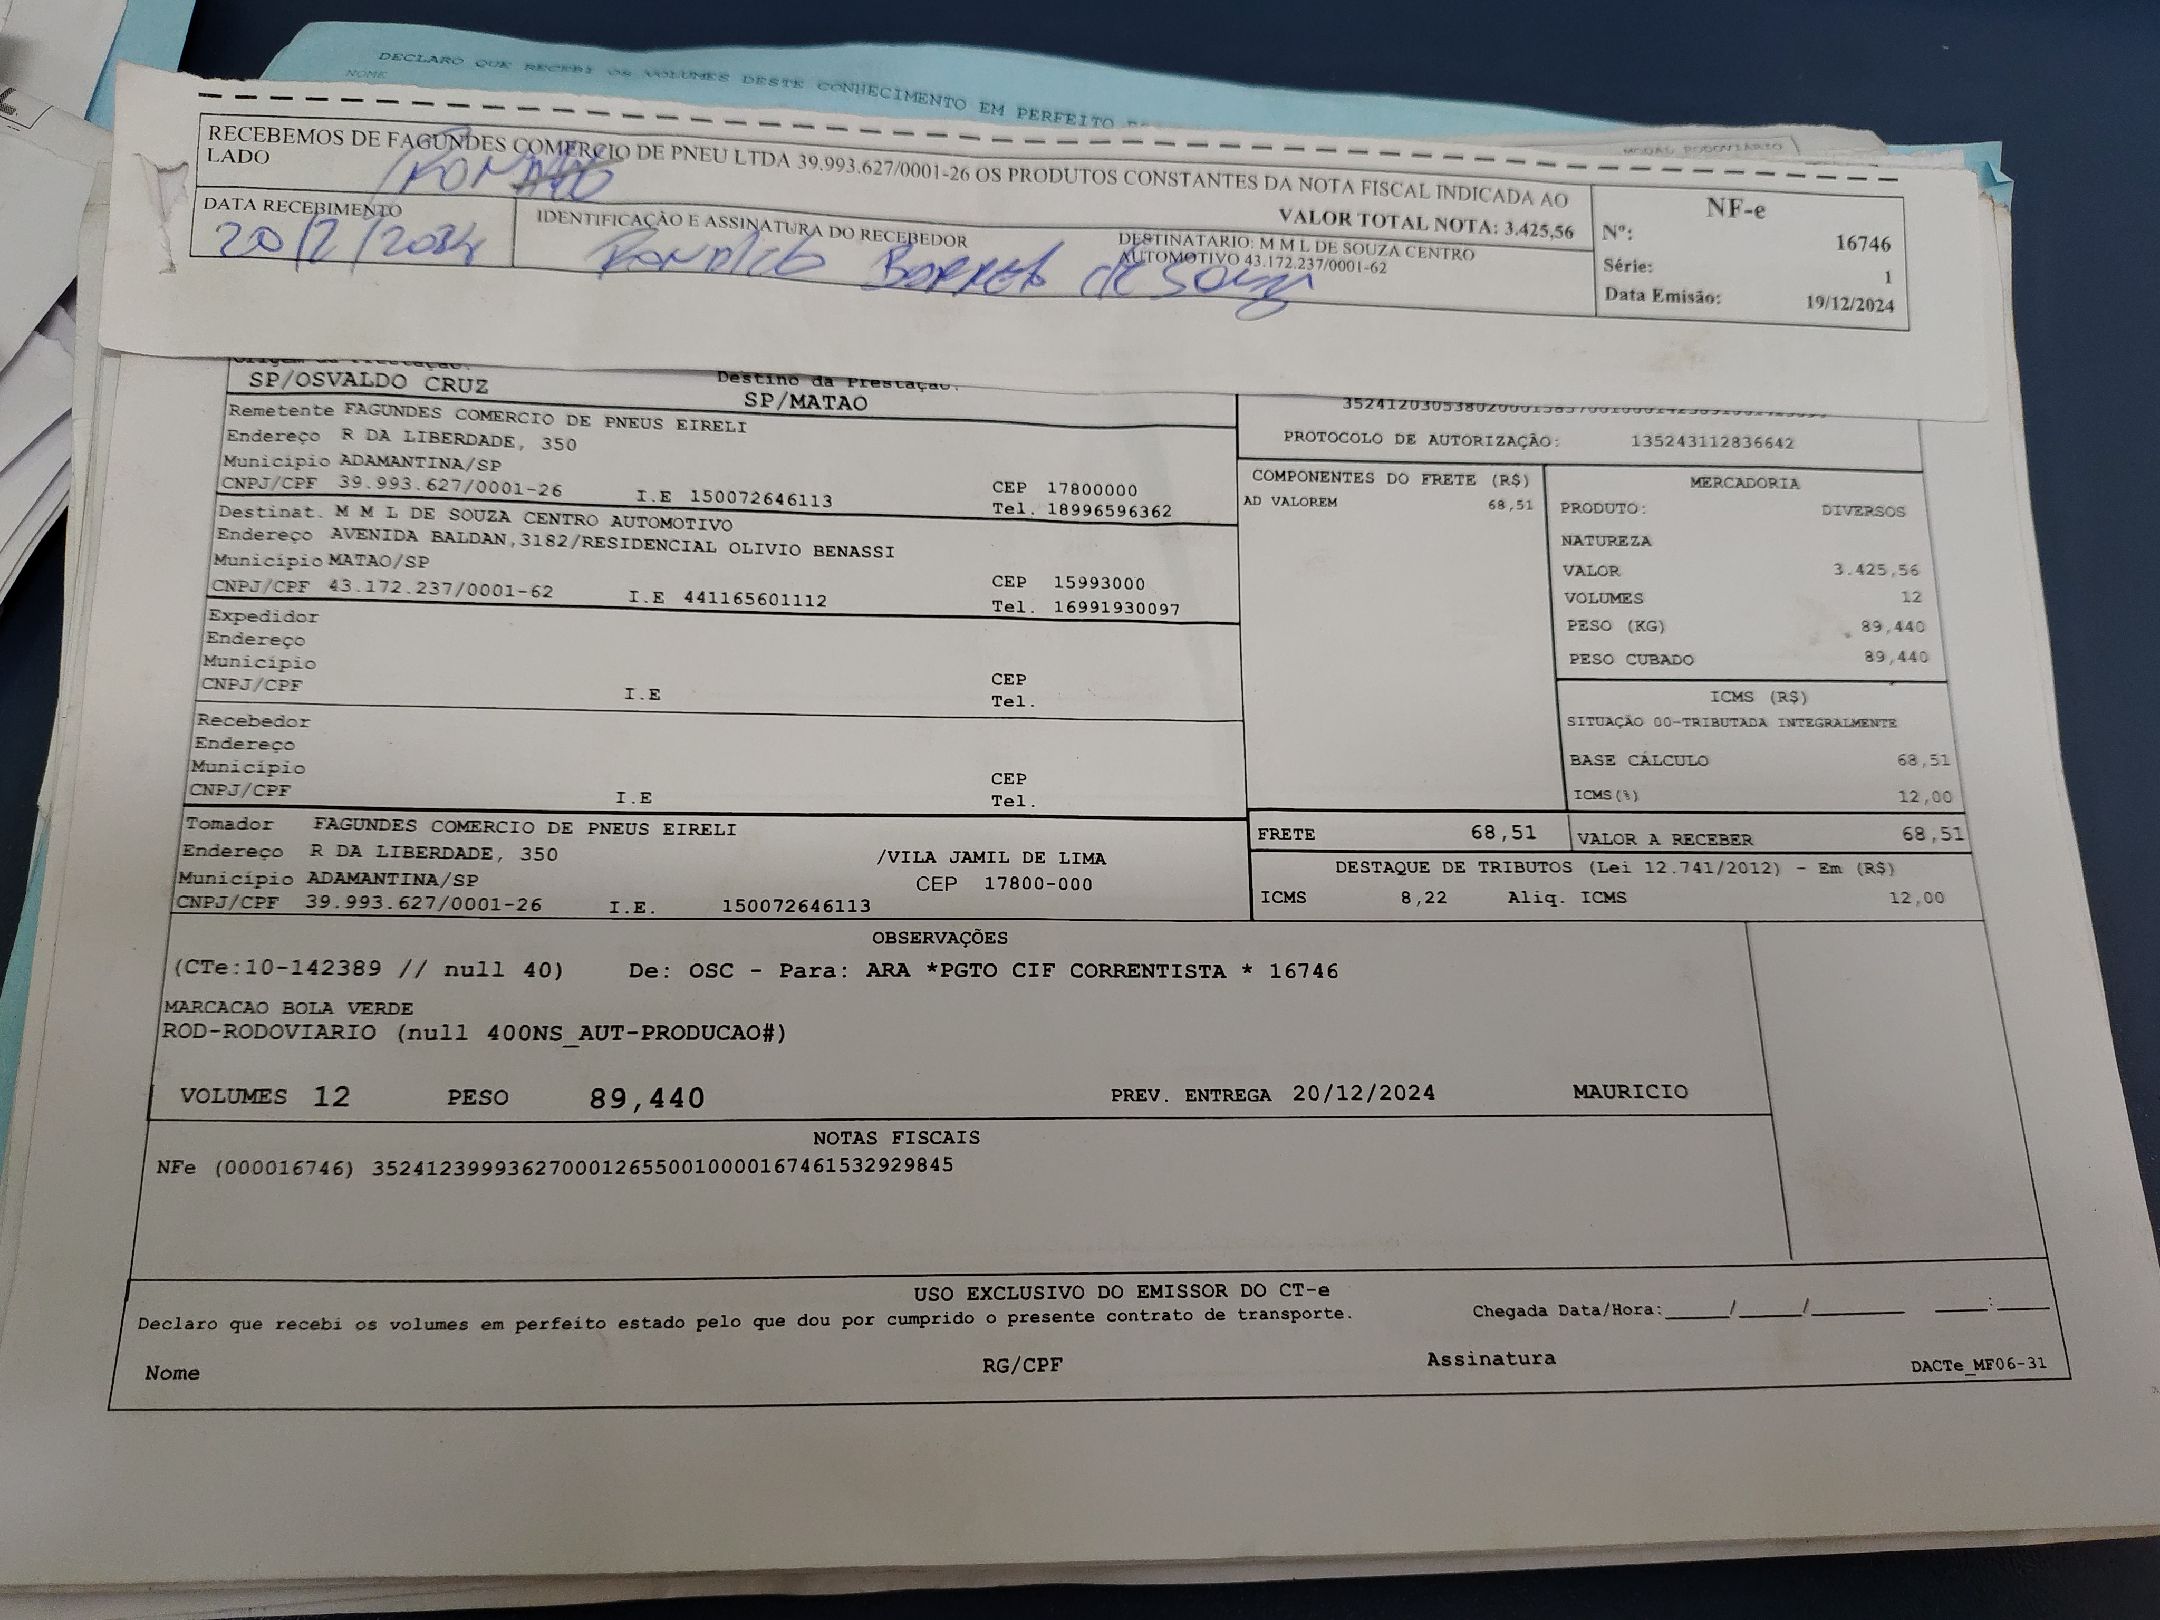 DECLARO QUE RECEBI OS VOLUMES DESTE CONHECIMENTO EM PERFEITO
NOME
MODAL RODOVIÁRIO
RECEBEMOS DE FAGUNDES COMERCIO DE PNEU LTDA 39.993.627/0001-26 OS PRODUTOS CONSTANTES DA NOTA FISCAL INDICADA AO
LADO
VALOR TOTAL NOTA: 3.425,56
DATA RECEBIMENTO
IDENTIFICAÇÃO E ASSINATURA DO RECEBEDOR
DESTINATARIO: M M L DE SOUZA CENTRO
AUTOMOTIVO 43.172.237/0001-62
de Souza
NF-e
Nº: 16746
Série: 1
Data Emisão: 19/12/2024
SP/OSVALDO CRUZ
Destino da Prestação.
SP/MATAO
Remetente FAGUNDES COMERCIO DE PNEUS EIRELI
Endereço R DA LIBERDADE, 350
Município ADAMANTINA/SP
CNPJ/CPF 39.993.627/0001-26 I.E 150072646113
CEP 17800000
Tel. 18996596362
Destinat. M M L DE SOUZA CENTRO AUTOMOTIVO
Endereço AVENIDA BALDAN,3182/RESIDENCIAL OLIVIO BENASSI
Município MATAO/SP
CNPJ/CPF 43.172.237/0001-62 I.E 441165601112
CEP 15993000
Tel. 16991930097
Expedidor
Endereço
Município
CNPJ/CPF I.E
CEP
Tel.
Recebedor
Endereço
Município
CNPJ/CPF I.E
CEP
Tel.
Tomador FAGUNDES COMERCIO DE PNEUS EIRELI
Endereço R DA LIBERDADE, 350 /VILA JAMIL DE LIMA
Município ADAMANTINA/SP CEP 17800-000
CNPJ/CPF 39.993.627/0001-26 I.E. 150072646113
PROTOCOLO DE AUTORIZAÇÃO: 135243112836642
COMPONENTES DO FRETE (R$)
AD VALOREM 68,51
MERCADORIA
PRODUTO: DIVERSOS
NATUREZA
VALOR 3.425,56
VOLUMES 12
PESO (KG) 89,440
PESO CUBADO 89,440
ICMS (R$)
SITUAÇÃO 00-TRIBUTADA INTEGRALMENTE
BASE CÁLCULO 68,51
ICMS(%) 12,00
FRETE 68,51
VALOR A RECEBER 68,51
DESTAQUE DE TRIBUTOS (Lei 12.741/2012) - Em (R$)
ICMS 8,22 Aliq. ICMS 12,00
OBSERVAÇÕES
(CTe:10-142389 // null 40) De: OSC - Para: ARA *PGTO CIF CORRENTISTA * 16746
MARCACAO BOLA VERDE
ROD-RODOVIARIO (null 400NS_AUT-PRODUCAO#)
VOLUMES 12 PESO 89,440 PREV. ENTREGA 20/12/2024 MAURICIO
NOTAS FISCAIS
NFe (000016746) 35241239993627000126550010000167461532929845
USO EXCLUSIVO DO EMISSOR DO CT-e
Declaro que recebi os volumes em perfeito estado pelo que dou por cumprido o presente contrato de transporte.
Chegada Data/Hora:____/____/______ ____:____
Nome RG/CPF Assinatura
DACTe_MF06-31